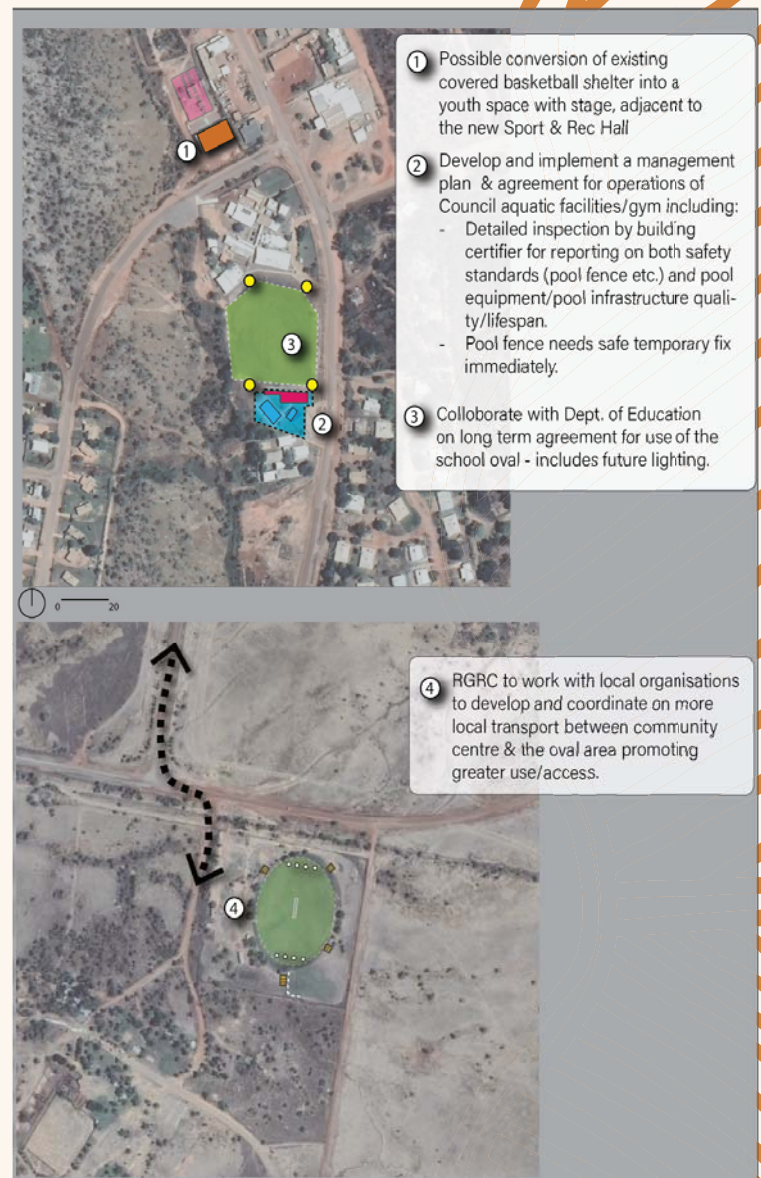 1 Possible conversion of existing
covered basketball shelter into a
youth space with stage, adjacent to
the new Sport & Rec Hall
2 Develop and implement a management
plan & agreement for operations of
Council aquatic facilities/gym including:
- Detailed inspection by building
certifier for reporting on both safety
standards (pool fence etc.) and pool
equipment/pool infrastructure quali-
ty/lifespan.
- Pool fence needs safe temporary fix
immediately.
3 Colloborate with Dept. of Education
on long term agreement for use of the
school oval - includes future lighting.
1
3
2
0 20
4 RGRC to work with local organisations
to develop and coordinate on more
local transport between community
centre & the oval area promoting
greater use/access.
4